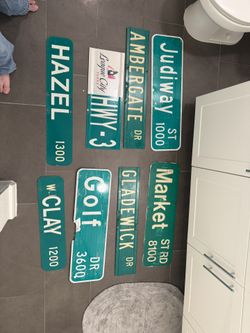 HAZEL
1300
League City
HWY-3
AMBERGATE DR
Judiway
ST
1000
W CLAY
1200
Golf
DR
3600
GLADEWICK DR
Market
ST RD
8100